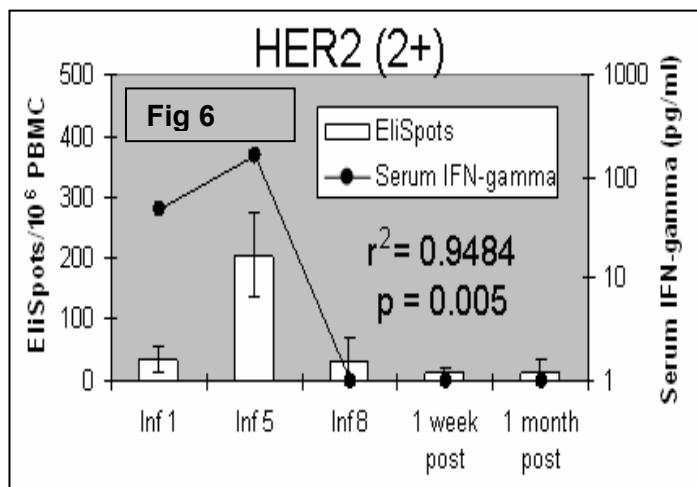 HER2 (2+)
Fig 6
EliSpots
Serum IFN-gamma
r² = 0.9484
p = 0.005
EliSpots/10⁶ PBMC
500
400
300
200
100
0
Serum IFN-gamma (pg/ml)
1000
100
10
1
Inf 1
Inf 5
Inf 8
1 week
post
1 month
post